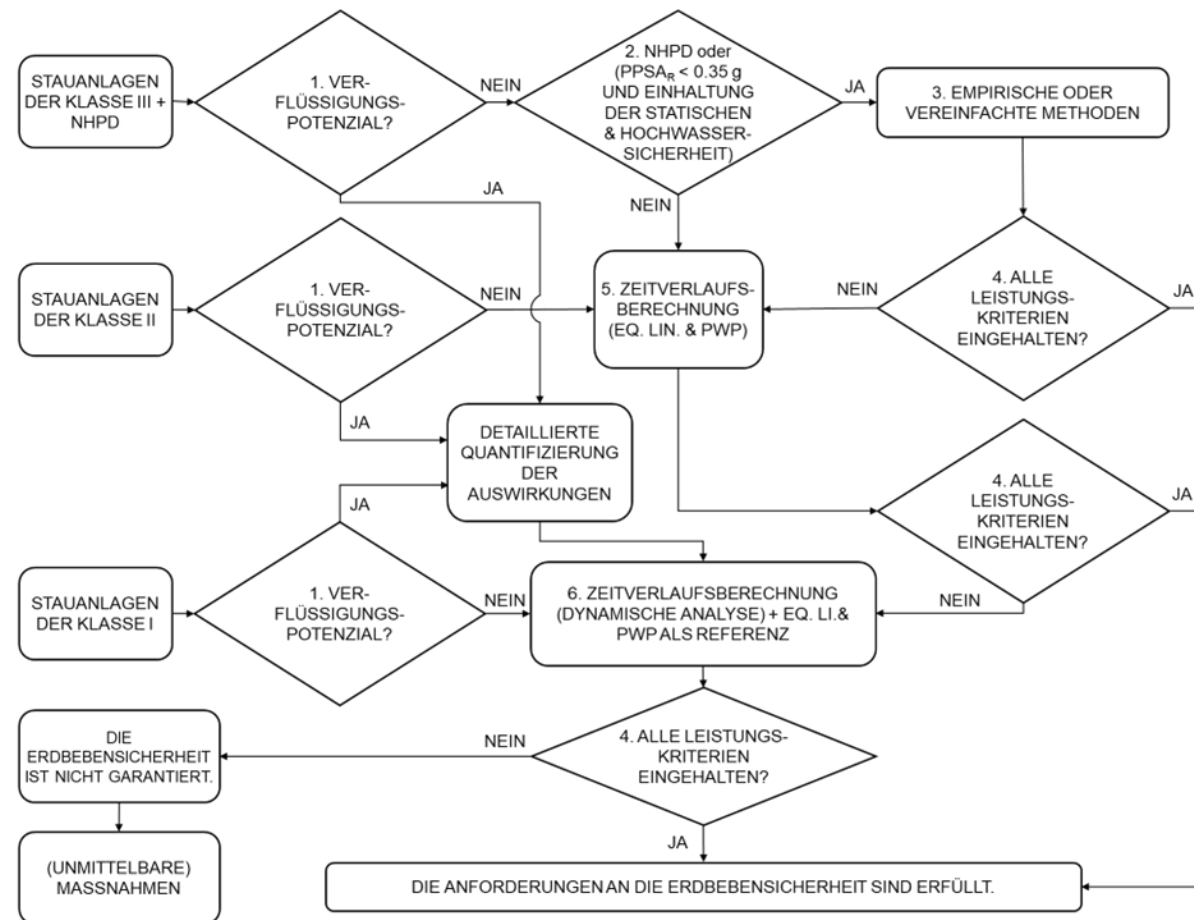 STAUANLAGEN
DER KLASSE III +
NHPD
1. VER-
FLÜSSIGUNGS-
POTENZIAL?
NEIN
2. NHPD oder
(PPSA_R < 0.35 g
UND EINHALTUNG
DER STATISCHEN
& HOCHWASSER-
SICHERHEIT)
JA
3. EMPIRISCHE ODER
VEREINFACHTE METHODEN
JA
NEIN
STAUANLAGEN
DER KLASSE II
1. VER-
FLÜSSIGUNGS-
POTENZIAL?
NEIN
5. ZEITVERLAUFS-
BERECHNUNG
(EQ. LIN. & PWP)
NEIN
4. ALLE
LEISTUNGS-
KRITERIEN
EINGEHALTEN?
JA
JA
DETAILLIERTE
QUANTIFIZIERUNG
DER
AUSWIRKUNGEN
JA
4. ALLE
LEISTUNGS-
KRITERIEN
EINGEHALTEN?
JA
STAUANLAGEN
DER KLASSE I
1. VER-
FLÜSSIGUNGS-
POTENZIAL?
NEIN
6. ZEITVERLAUFSBERECHNUNG
(DYNAMISCHE ANALYSE) + EQ. LI.&
PWP ALS REFERENZ
NEIN
DIE
ERDBEBENSICHERHEIT
IST NICHT GARANTIERT.
NEIN
4. ALLE LEISTUNGS-
KRITERIEN
EINGEHALTEN?
JA
(UNMITTELBARE)
MASSNAHMEN
DIE ANFORDERUNGEN AN DIE ERDBEBENSICHERHEIT SIND ERFÜLLT.